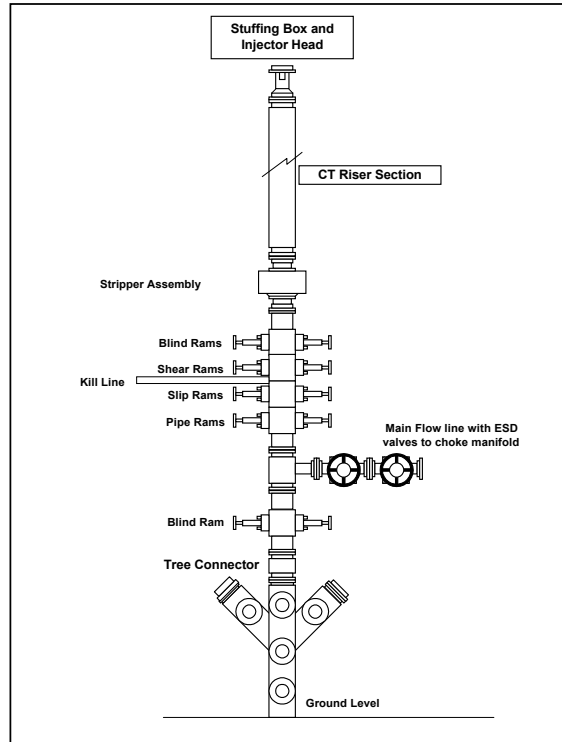 Stuffing Box and
Injector Head
CT Riser Section
Stripper Assembly
Blind Rams
Shear Rams
Kill Line
Slip Rams
Pipe Rams
Main Flow line with ESD
valves to choke manifold
Blind Ram
Tree Connector
Ground Level